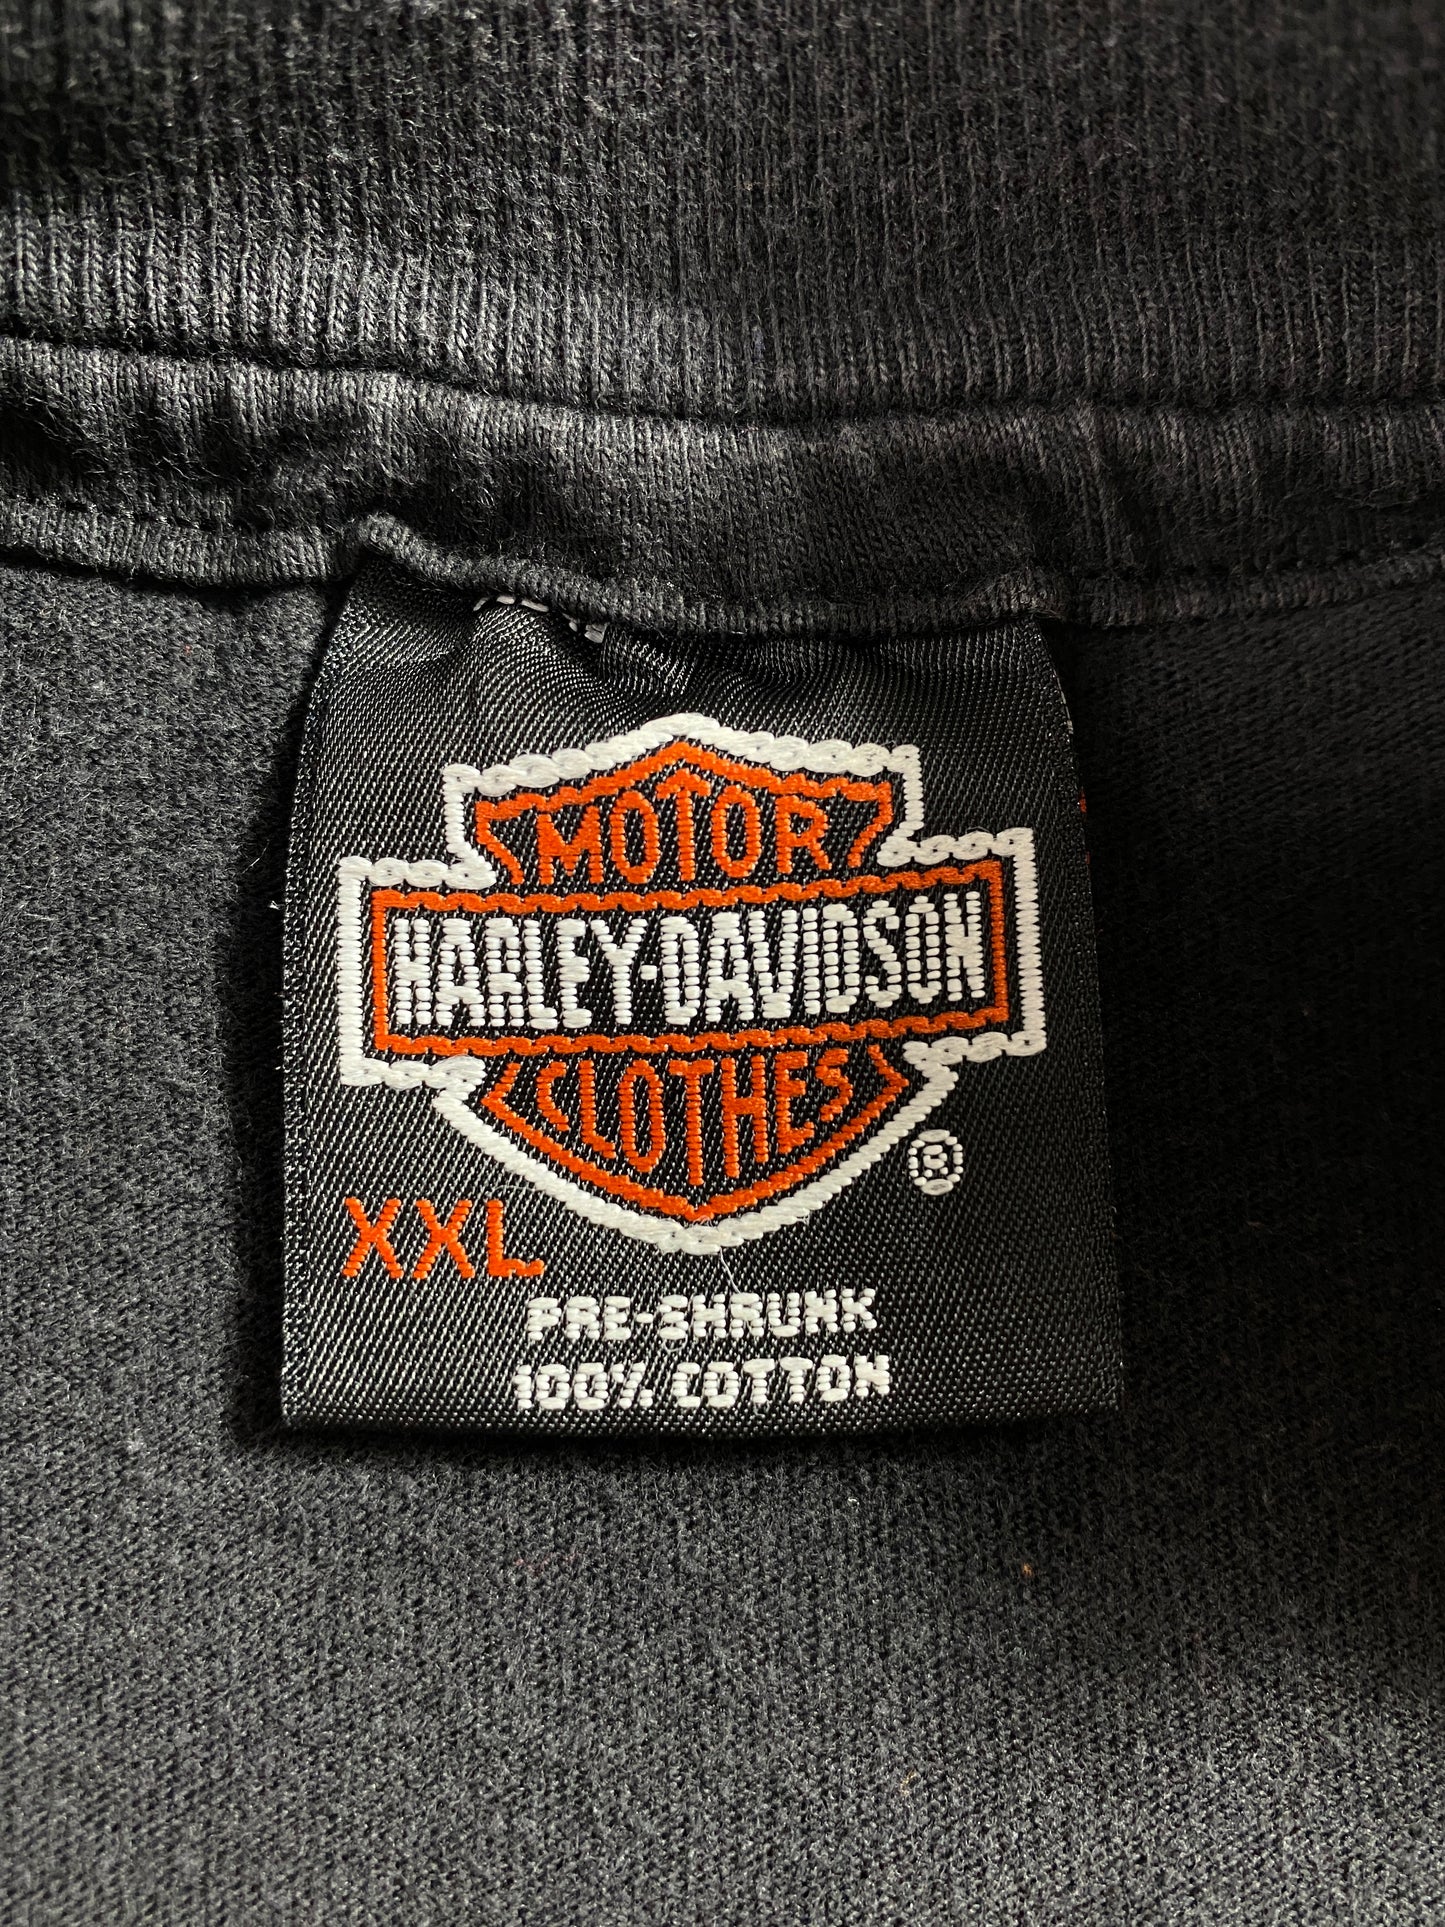 MOTOR
HARLEY-DAVIDSON
CLOTHES
®
XXL
PRE-SHRUNK
100% COTTON